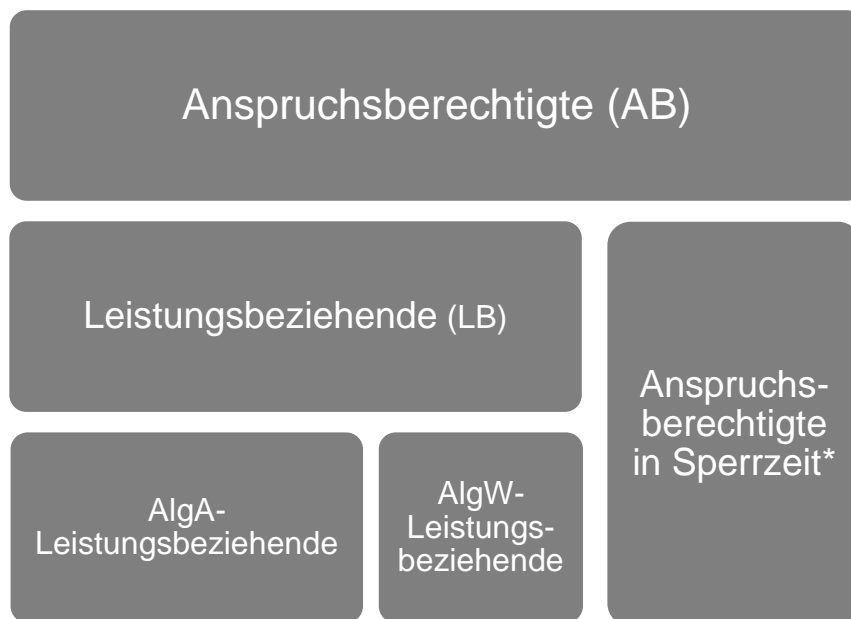 Anspruchsberechtigte (AB)
Leistungsbeziehende (LB)
Anspruchs-
berechtigte
in Sperrzeit*
AlgA-
Leistungsbeziehende
AlgW-
Leistungs-
beziehende